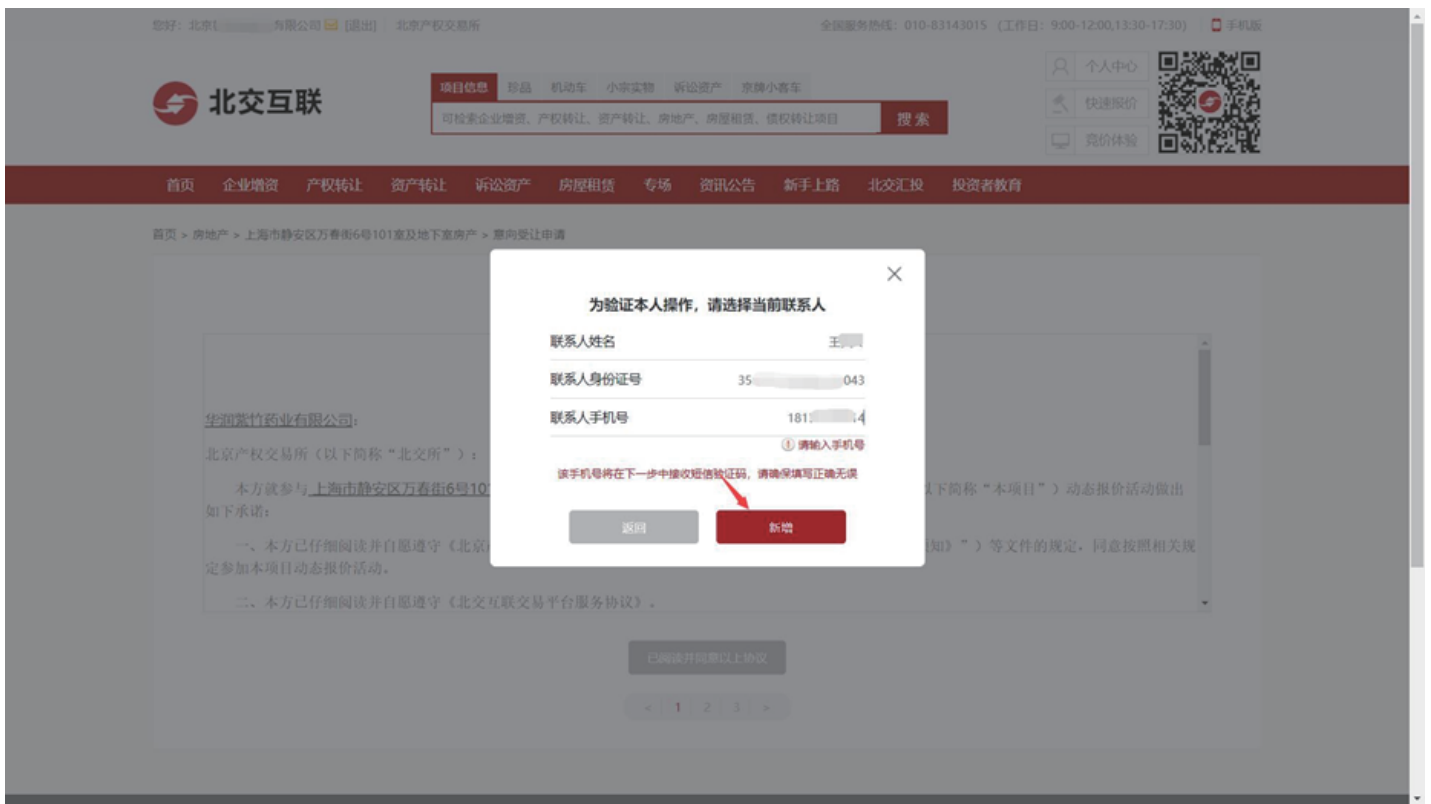 您好：北京 有限公司 [退出] 北京产权交易所 全国服务热线：010-83143015 (工作日：9:00-12:00,13:30-17:30) 手机版
北交互联
项目信息 珍品 机动车 小宗实物 诉讼资产 京牌小客车
可检索企业增资、产权转让、资产转让、房地产、房屋租赁、债权转让项目 搜索
个人中心
快速报价
竞价体验
首页 企业增资 产权转让 资产转让 诉讼资产 房屋租赁 专场 资讯公告 新手上路 北交汇投 投资者教育
首页 > 房地产 > 上海市静安区万春街6号101室及地下室房产 > 意向受让申请
为验证本人操作，请选择当前联系人
联系人姓名 王
联系人身份证号 35 043
联系人手机号 181 4
请输入手机号
该手机号将在下一步中接收短信验证码，请确保填写正确无误
返回 新增
华润紫竹药业有限公司：
北京产权交易所（以下简称“北交所”）：
本方就参与 上海市静安区万春街6号10 以下简称“本项目”）动态报价活动做出
如下承诺：
一、本方已仔细阅读并自愿遵守《北京 知》”）等文件的规定，同意按照相关规
定参加本项目动态报价活动。
二、本方已仔细阅读并自愿遵守《北交互联交易平台服务协议》。
已阅读并同意以上协议
< 1 2 3 >